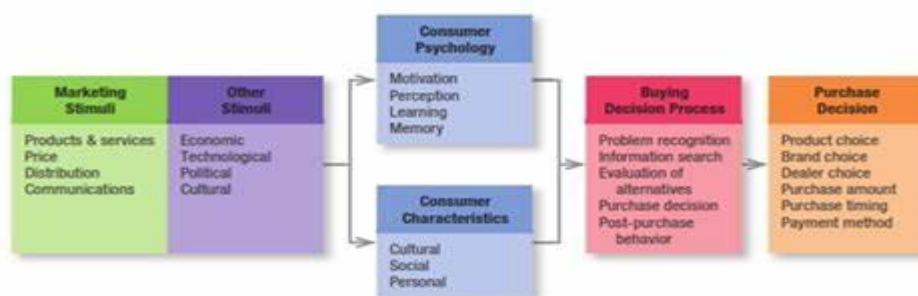 Marketing
Stimuli
Products & services
Price
Distribution
Communications
Other
Stimuli
Economic
Technological
Political
Cultural
Consumer
Psychology
Motivation
Perception
Learning
Memory
Consumer
Characteristics
Cultural
Social
Personal
Buying
Decision Process
Problem recognition
Information search
Evaluation of
alternatives
Purchase decision
Post-purchase
behavior
Purchase
Decision
Product choice
Brand choice
Dealer choice
Purchase amount
Purchase timing
Payment method